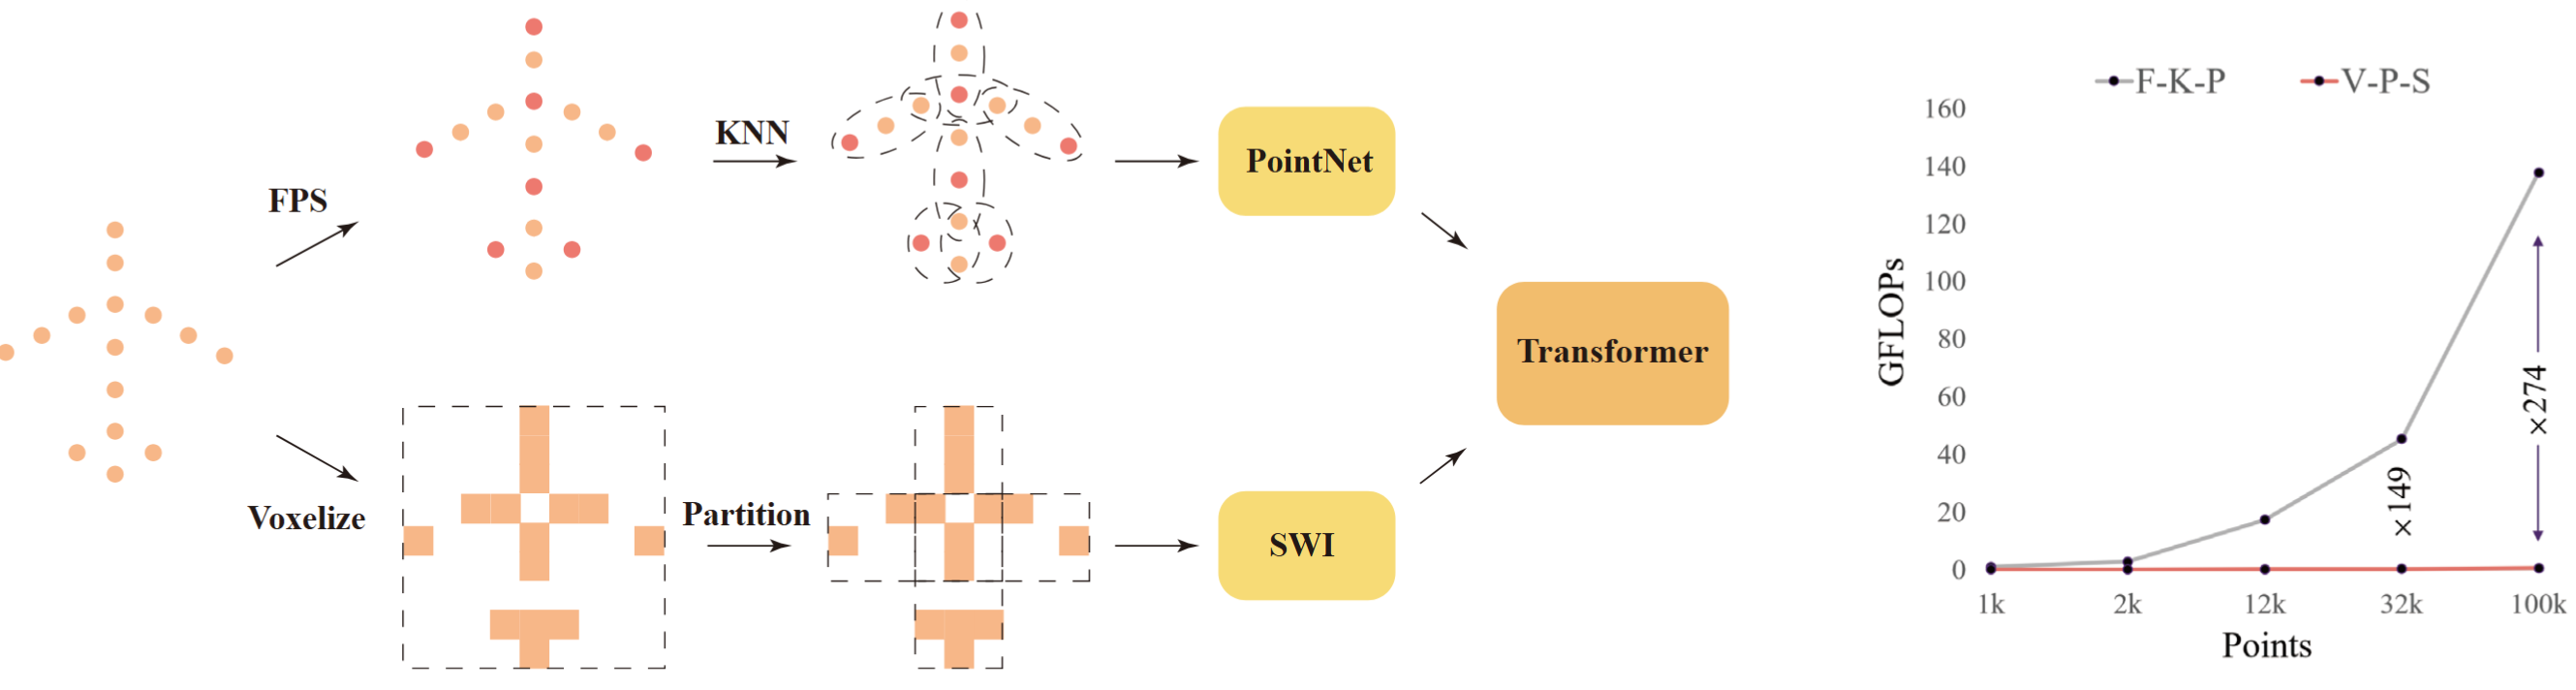 FPS
KNN
PointNet
Transformer
Voxelize
Partition
SWI
F-K-P
V-P-S
GFLOPs
160
140
120
100
80
60
40
20
0
×149
×274
1k
2k
12k
32k
100k
Points